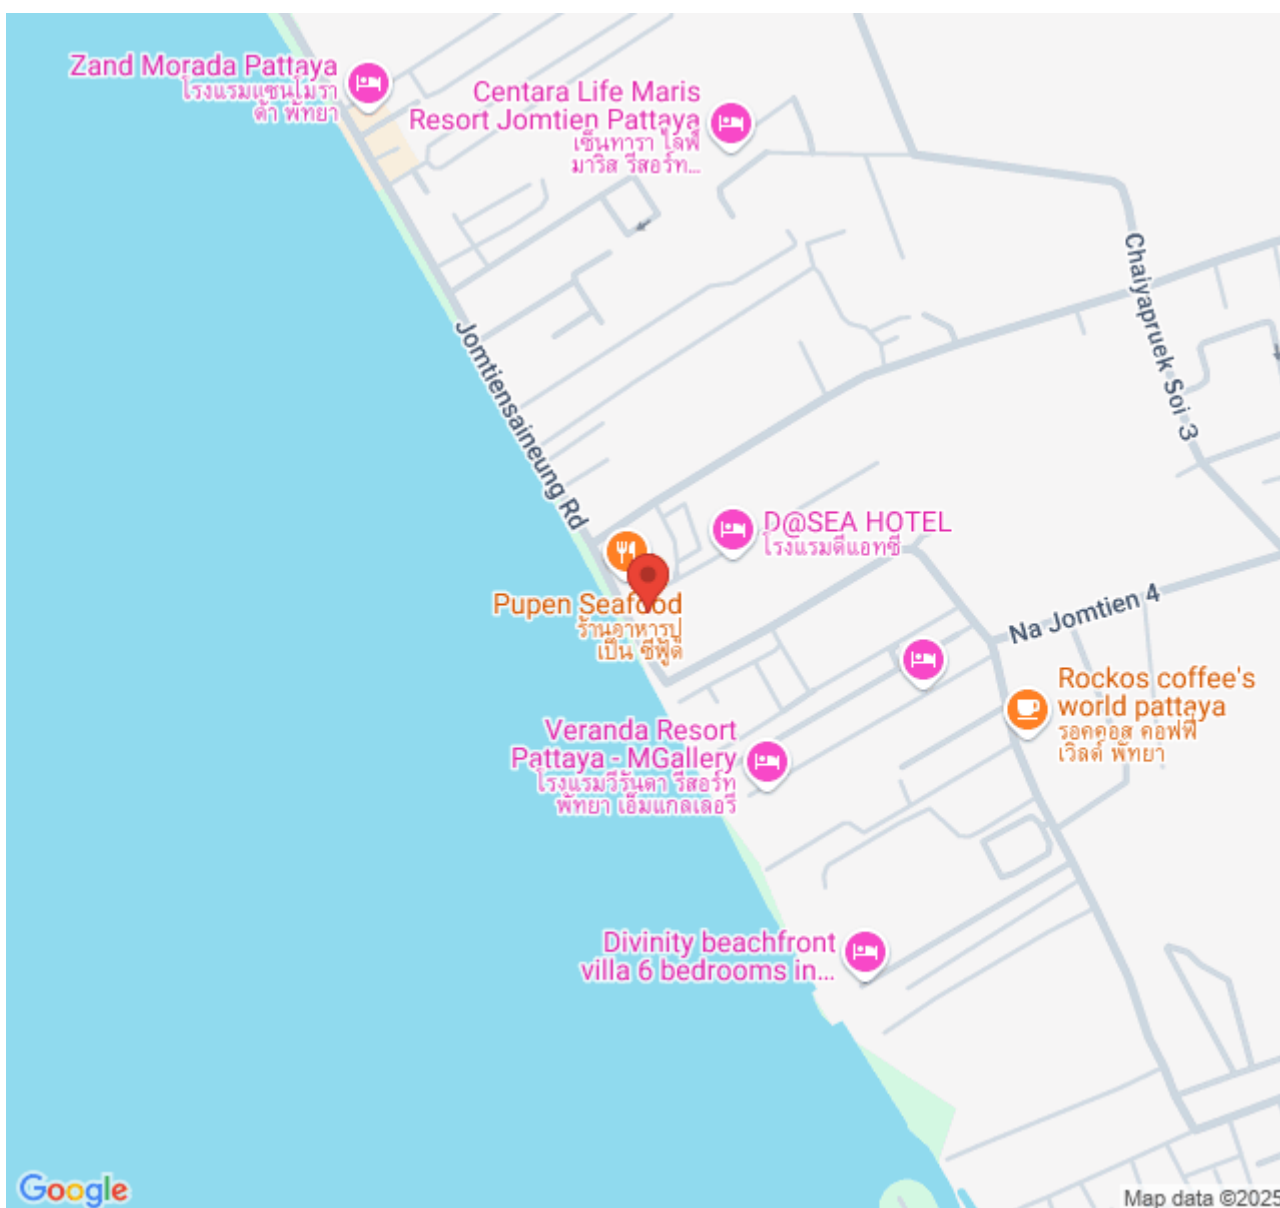 Zand Morada Pattaya
โรงแรมแซนโมรา
ด้า พัทยา
Centara Life Maris
Resort Jomtien Pattaya
เซ็นทารา ไลฟ์
มาริส รีสอร์ท...
Chaiyapruek Soi 3
Jomtiensaineung Rd
D@SEA HOTEL
โรงแรมดีแอทซี
Pupen Seafood
ร้านอาหารปู
เป็น ซีฟู้ด
Na Jomtien 4
Rockos coffee's
world pattaya
รอคคอส คอฟฟี่
เวิลด์ พัทยา
Veranda Resort
Pattaya - MGallery
โรงแรมวีรันดา รีสอร์ท
พัทยา เอ็มแกลเลอรี
Divinity beachfront
villa 6 bedrooms in...
Google
Map data ©2025